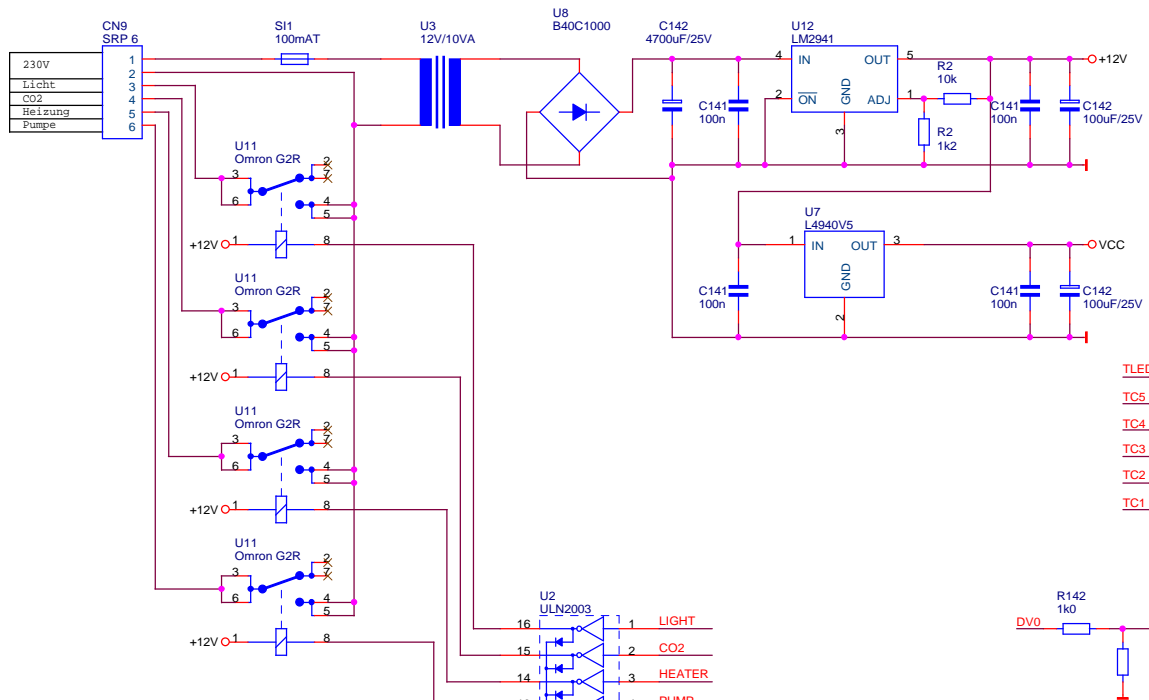 CN9
SRP 6
230V
Licht
CO2
Heizung
Pumpe
1
2
3
4
5
6
SI1
100mAT
U3
12V/10VA
U8
B40C1000
C142
4700uF/25V
C141
100n
U12
LM2941
4 IN OUT 5
2 ON ADJ 1
GND
3
R2
10k
R2
1k2
C141
100n
C142
100uF/25V
+12V
U11
Omron G2R
3
6
2
7
4
5
+12V 1 8
U7
L4940V5
1 IN OUT 3
GND
2
C141
100n
C141
100n
C142
100uF/25V
VCC
U11
Omron G2R
3
6
2
7
4
5
+12V 1 8
TLED
TC5
TC4
TC3
TC2
TC1
U11
Omron G2R
3
6
2
7
4
5
+12V 1 8
U11
Omron G2R
3
6
2
7
4
5
+12V 1 8
U2
ULN2003
16 1 LIGHT
15 2 CO2
14 3 HEATER
PUMP
R142
1k0
DV0